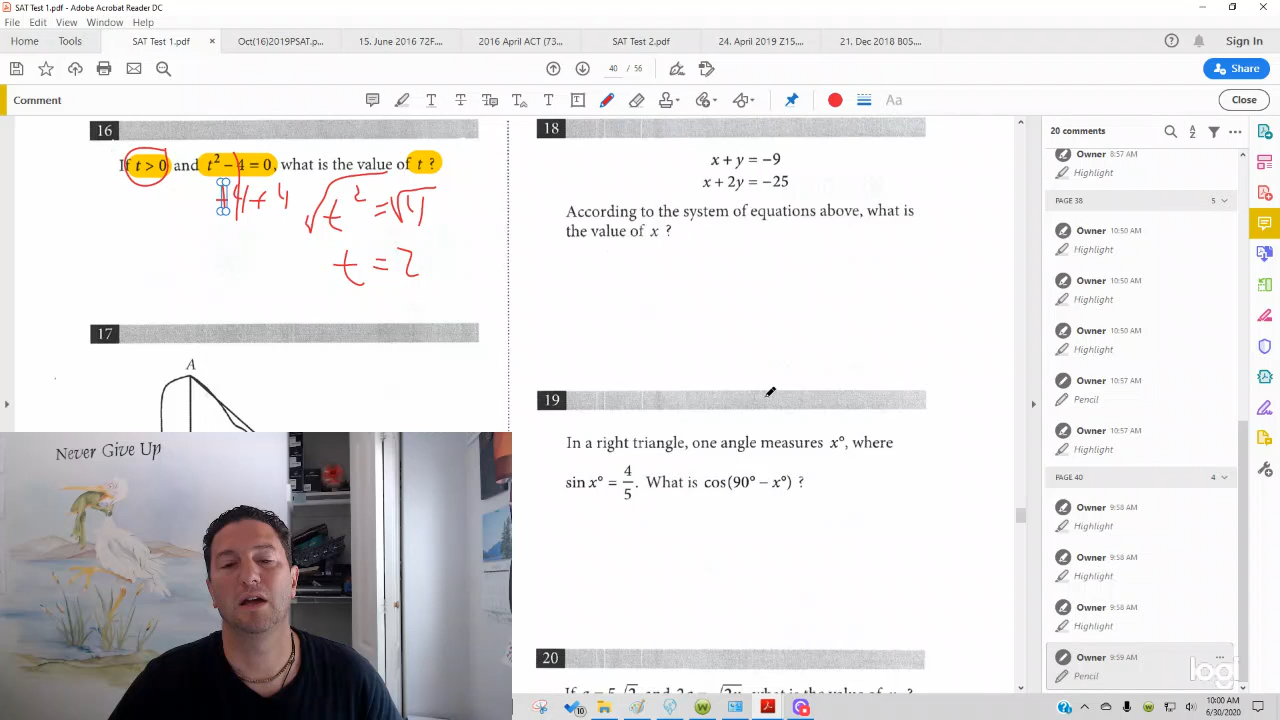 SAT Test 1.pdf - Adobe Acrobat Reader DC
File Edit View Window Help
Home Tools SAT Test 1.pdf × Oct(16)2019PSAT.p... 15. June 2016 72F... 2016 April ACT (73... SAT Test 2.pdf 24. April 2019 Z15.... 21. Dec 2018 B05... Sign In
40 / 56 Share
Comment Aa Close
16
If t > 0 and t² − 4 = 0, what is the value of t ?
+4 +4 √t² = √4
t = 2
17
A
18
x + y = −9
x + 2y = −25
According to the system of equations above, what is
the value of x ?
19
In a right triangle, one angle measures x°, where
sin x° = 4/5. What is cos(90° − x°) ?
20
20 comments
Owner 8:57 AM
Highlight
PAGE 38 5
Owner 10:50 AM
Highlight
Owner 10:50 AM
Highlight
Owner 10:50 AM
Highlight
Owner 10:57 AM
Pencil
Owner 10:57 AM
Highlight
PAGE 40 4
Owner 9:58 AM
Highlight
Owner 9:58 AM
Highlight
Owner 9:58 AM
Highlight
Owner 9:59 AM
Pencil
Never Give Up
logi
10:00 AM
6/30/2020